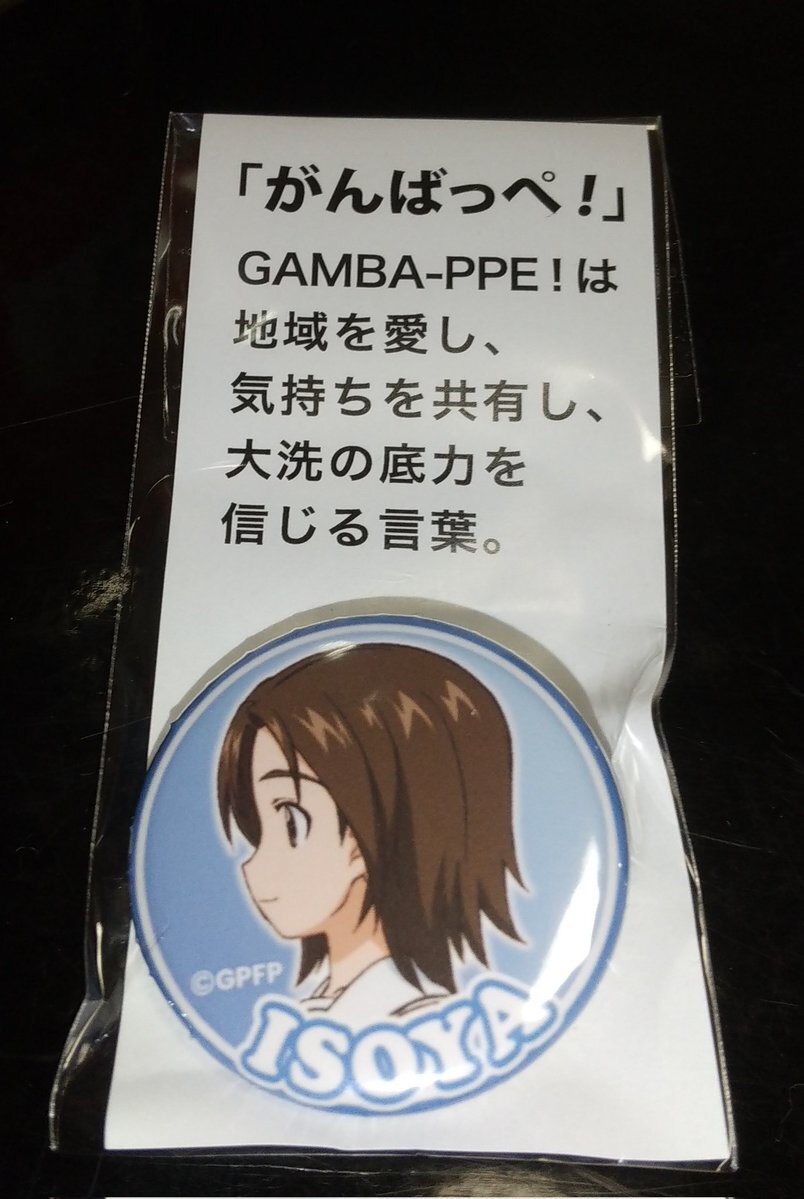 「がんばっぺ!」
GAMBA-PPE!は
地域を愛し、
気持ちを共有し、
大洗の底力を
信じる言葉。
©GPFP
ISOYA